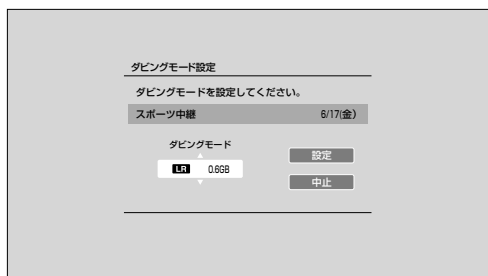 ダビングモード設定
ダビングモードを設定してください。
スポーツ中継 6/17(金)
ダビングモード
LR 0.6GB
設定
中止